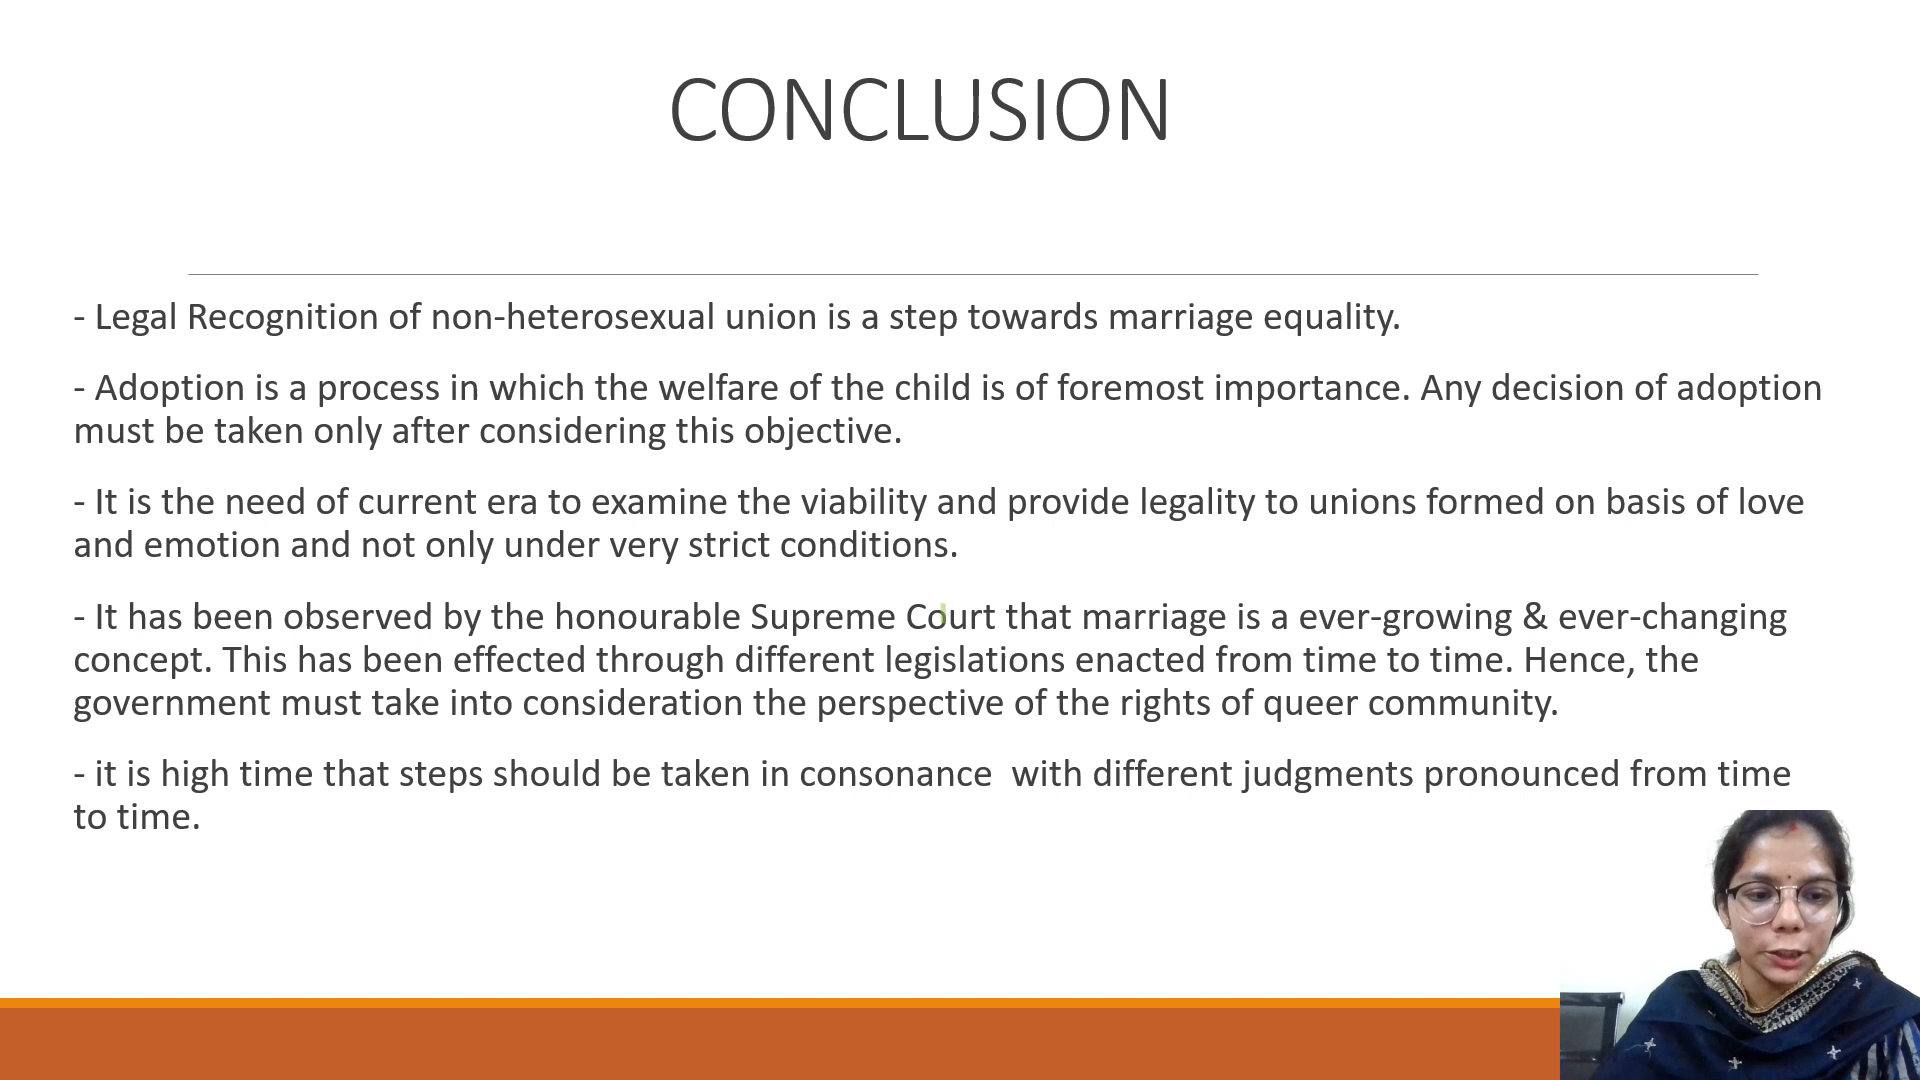 CONCLUSION
- Legal Recognition of non-heterosexual union is a step towards marriage equality.
- Adoption is a process in which the welfare of the child is of foremost importance. Any decision of adoption
must be taken only after considering this objective.
- It is the need of current era to examine the viability and provide legality to unions formed on basis of love
and emotion and not only under very strict conditions.
- It has been observed by the honourable Supreme Court that marriage is a ever-growing & ever-changing
concept. This has been effected through different legislations enacted from time to time. Hence, the
government must take into consideration the perspective of the rights of queer community.
- it is high time that steps should be taken in consonance  with different judgments pronounced from time
to time.